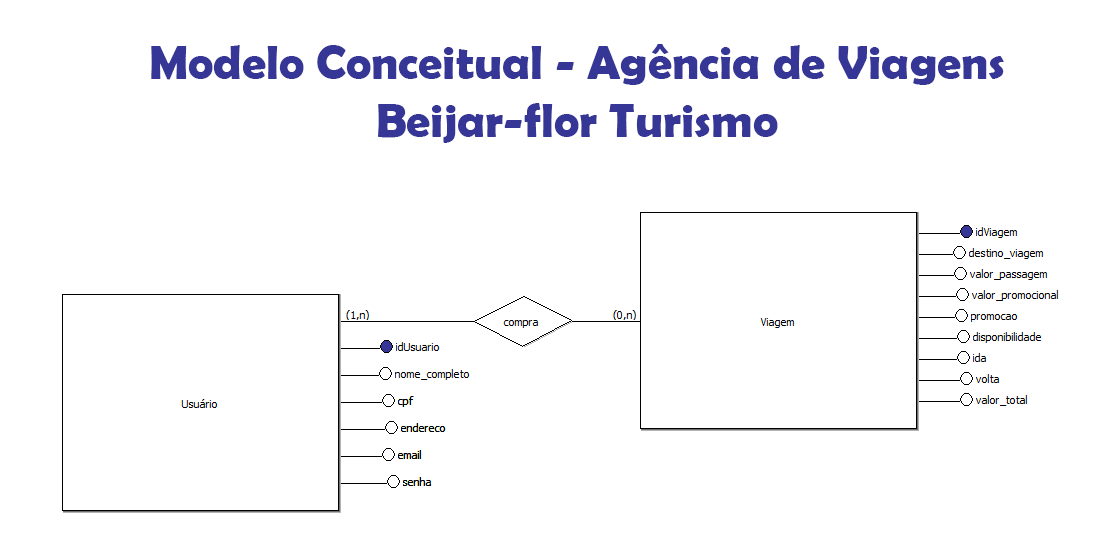 Modelo Conceitual - Agência de Viagens
Beijar-flor Turismo
Usuário
(1,n)
idUsuario
nome_completo
cpf
endereco
email
senha
compra
(0,n)
Viagem
idViagem
destino_viagem
valor_passagem
valor_promocional
promocao
disponibilidade
ida
volta
valor_total